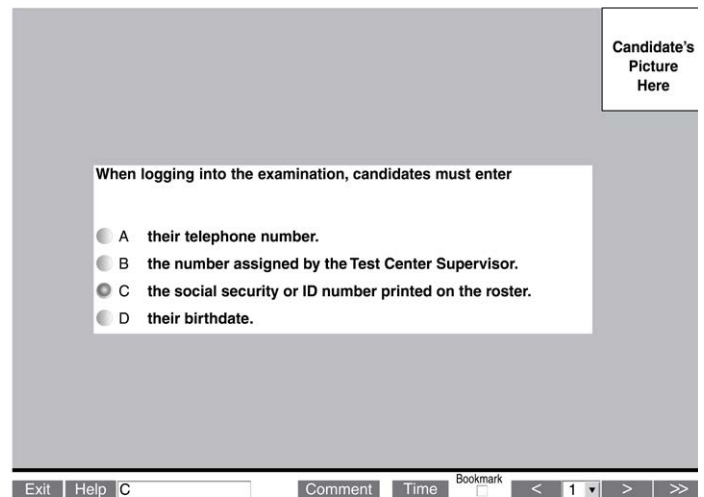 Candidate's
Picture
Here
When logging into the examination, candidates must enter
A their telephone number.
B the number assigned by the Test Center Supervisor.
C the social security or ID number printed on the roster.
D their birthdate.
Bookmark
Exit Help C Comment Time < 1 > >>